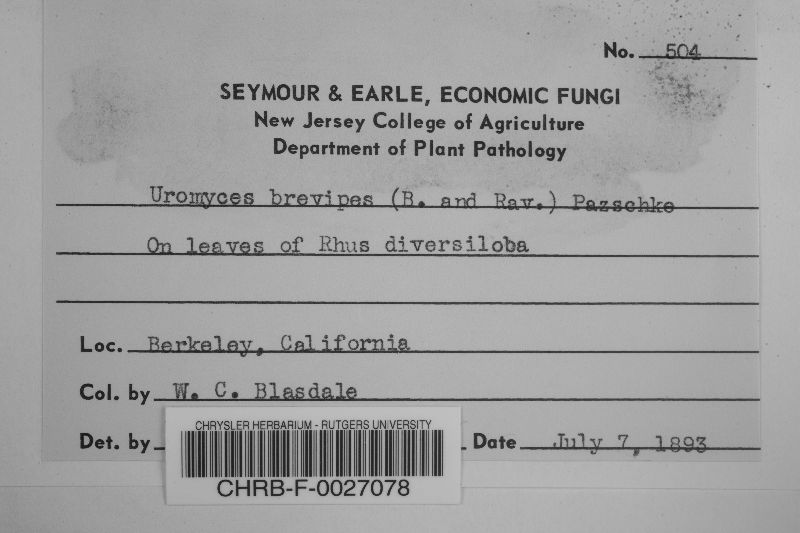 No. 504
SEYMOUR & EARLE, ECONOMIC FUNGI
New Jersey College of Agriculture
Department of Plant Pathology
Uromyces brevipes (B. and Rav.) Pazschke
On leaves of Rhus diversiloba
Loc. Berkeley, California
Col. by W. C. Blasdale
Det. by
Date July 7, 1893
CHRYSLER HERBARIUM - RUTGERS UNIVERSITY
CHRB-F-0027078